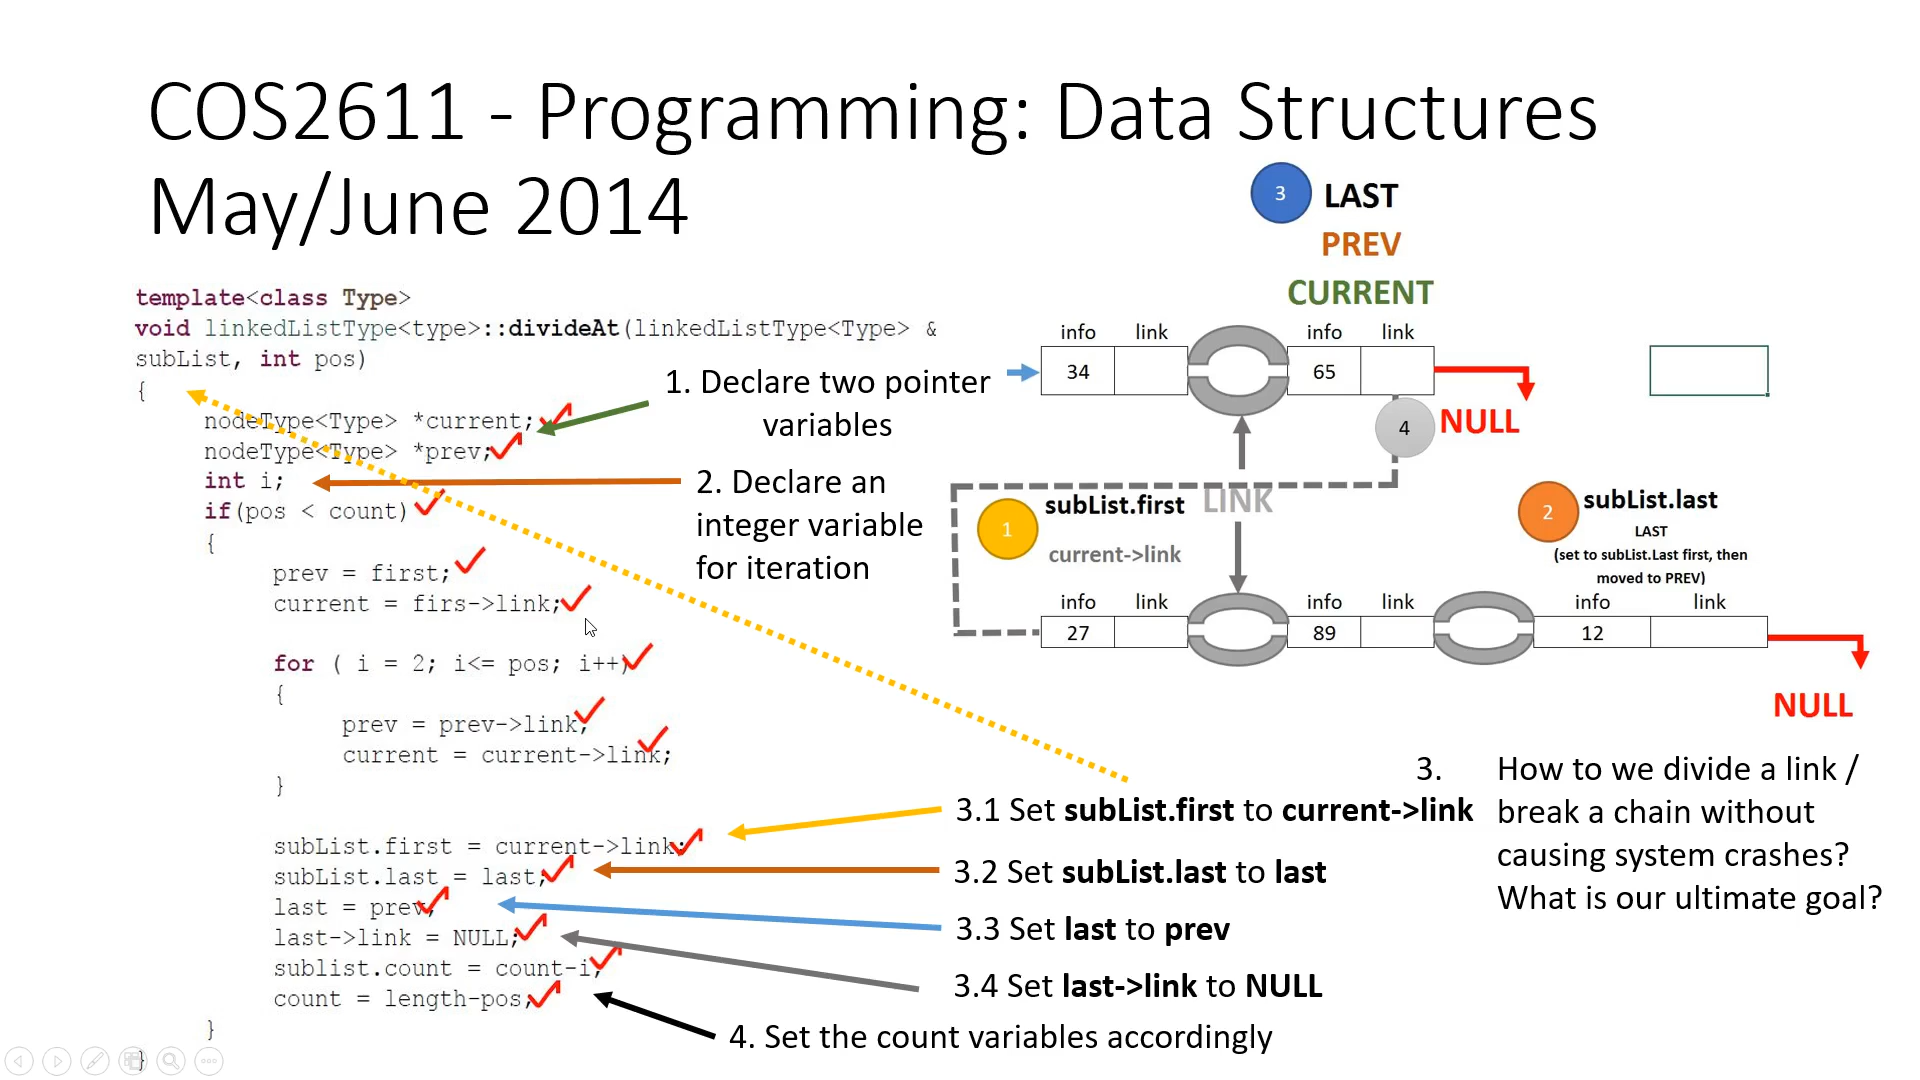 COS2611 - Programming: Data Structures
May/June 2014
template<class Type>
void linkedListType<type>::divideAt(linkedListType<Type> &
subList, int pos)
{
nodeType<Type> *current;
nodeType<Type> *prev;
int i;
if(pos < count)
{
prev = first;
current = firs->link;
for ( i = 2; i<= pos; i++)
{
prev = prev->link;
current = current->link;
}
subList.first = current->link;
subList.last = last;
last = prev;
last->link = NULL;
sublist.count = count-i;
count = length-pos;
}
}
1. Declare two pointer
variables
2. Declare an
integer variable
for iteration
3 LAST
PREV
CURRENT
info link info link
34 65
NULL
4
LINK
1 subList.first
current->link
2 subList.last
LAST
(set to subList.Last first, then
moved to PREV)
info link info link info link
27 89 12
NULL
3. How to we divide a link /
break a chain without
causing system crashes?
What is our ultimate goal?
3.1 Set subList.first to current->link
3.2 Set subList.last to last
3.3 Set last to prev
3.4 Set last->link to NULL
4. Set the count variables accordingly